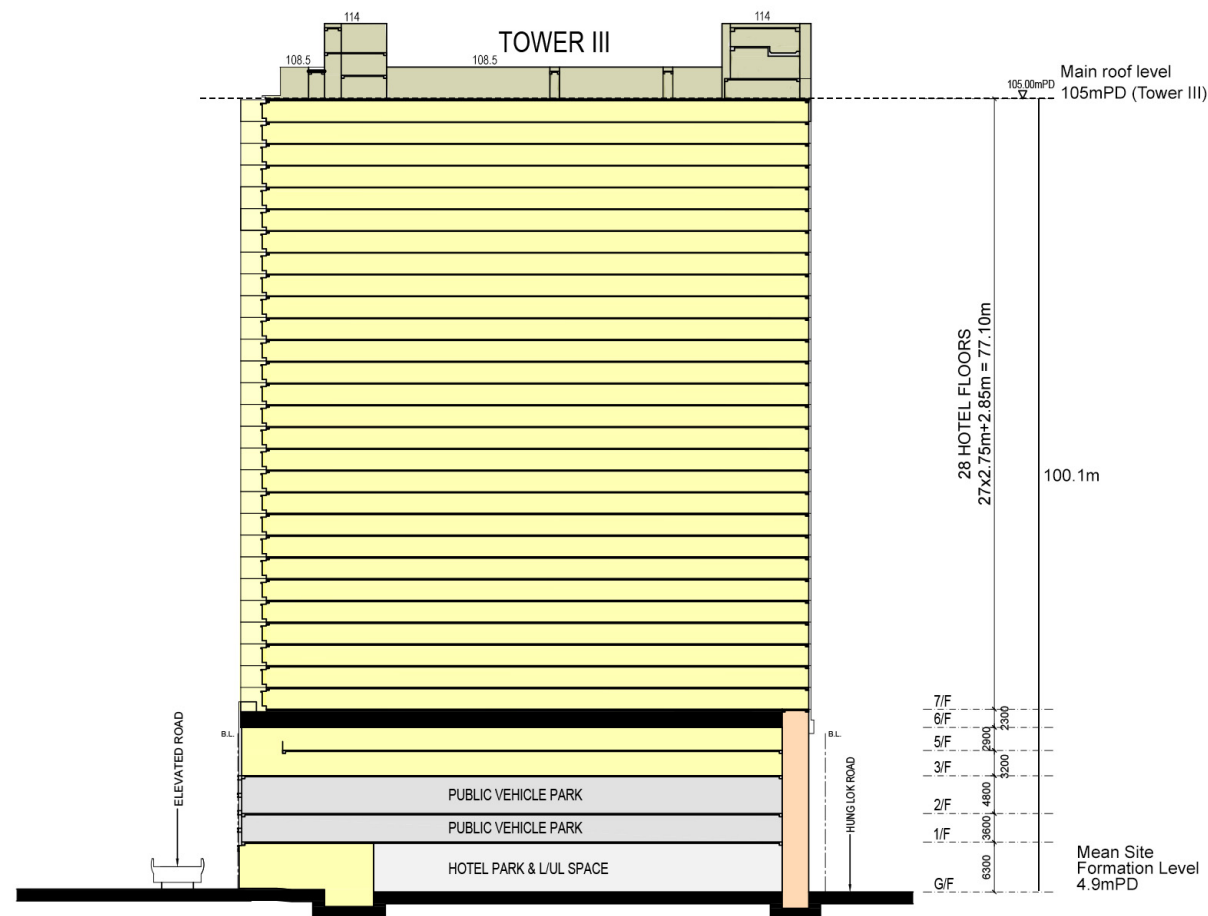 114
TOWER III
114
108.5
108.5
105.00mPD
Main roof level
105mPD (Tower III)
28 HOTEL FLOORS
27x2.75m+2.85m = 77.10m
100.1m
7/F
6/F
2300
B.L.
B.L.
5/F
2900
3/F
3200
ELEVATED ROAD
PUBLIC VEHICLE PARK
2/F
4800
PUBLIC VEHICLE PARK
1/F
3600
HUNG LOK ROAD
HOTEL PARK & L/UL SPACE
6300
G/F
Mean Site
Formation Level
4.9mPD